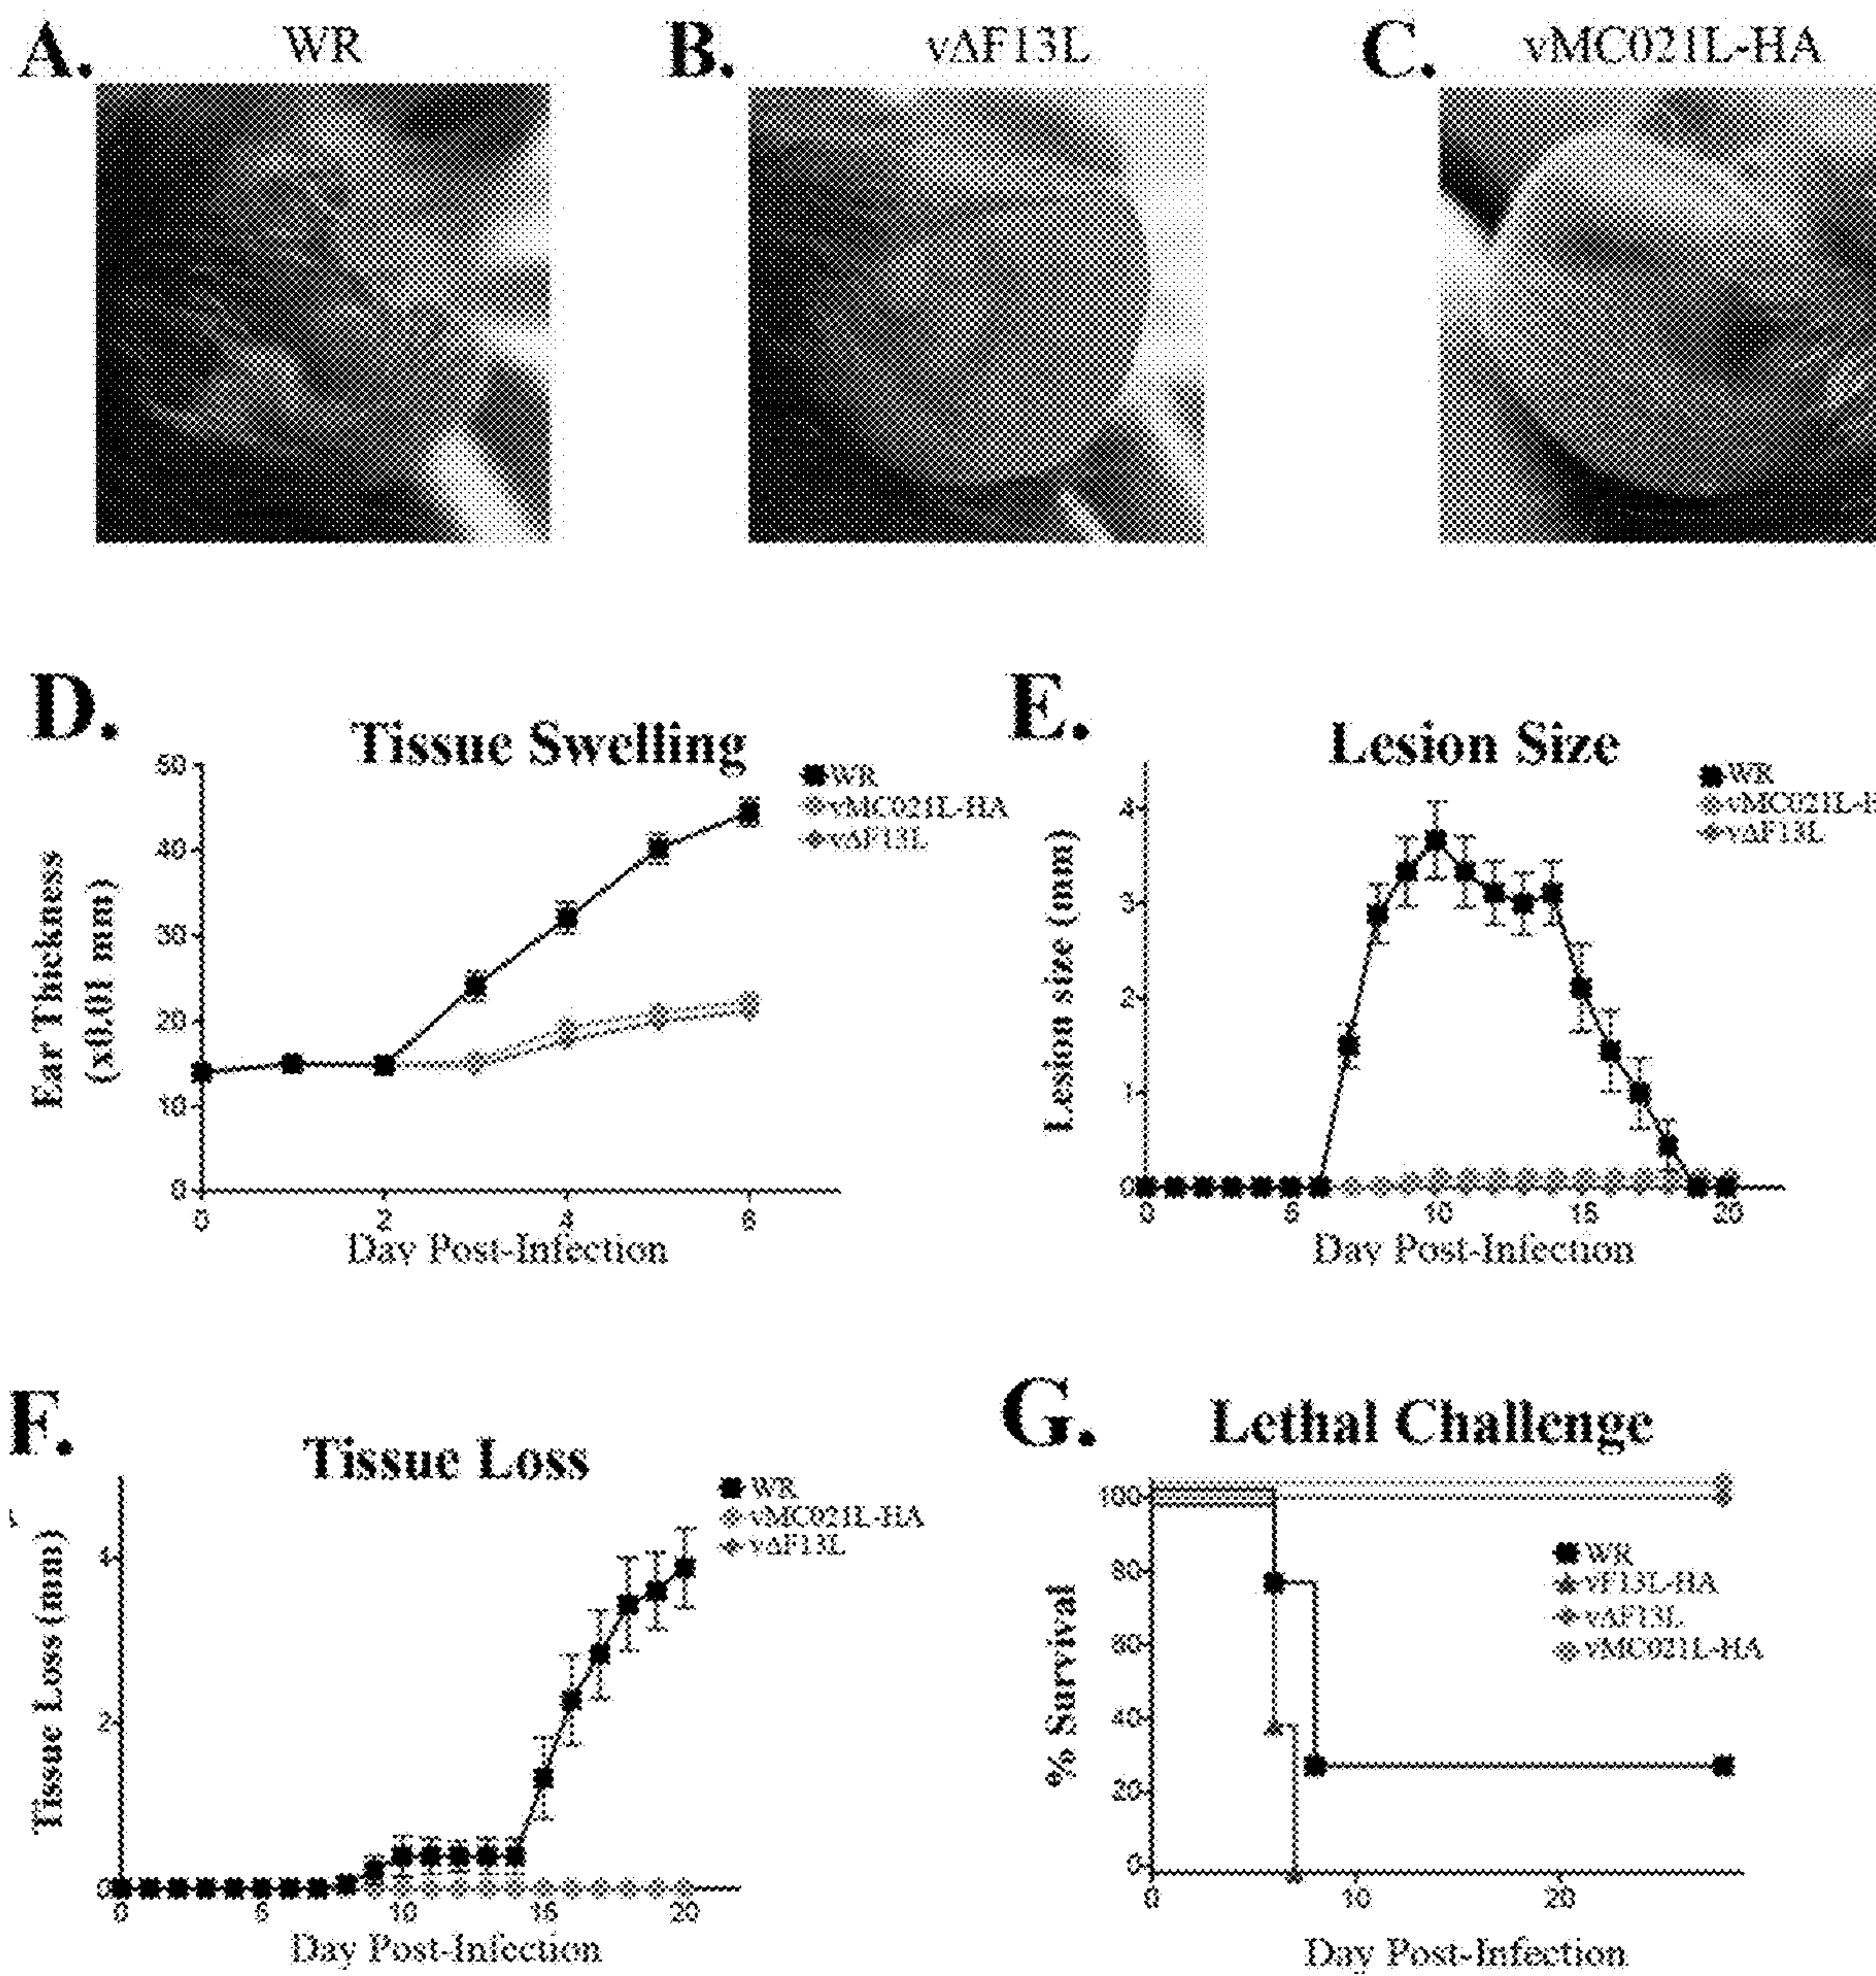 A. WR
B. vΔF13L
C. vMC021L-HA
D.
Tissue Swelling
WR
vMC021L-HA
vΔF13L
Ear Thickness
(x0.01 mm)
50
40
30
20
10
0
0 2 4 6
Day Post-Infection
E.
Lesion Size
WR
vMC021L-H
vΔF13L
Lesion size (mm)
4
3
2
1
0
0 5 10 15 20
Day Post-Infection
F.
Tissue Loss
WR
vMC021L-HA
vΔF13L
Tissue Loss (mm)
4
2
0
0 5 10 15 20
Day Post-Infection
G.
Lethal Challenge
WR
vF13L-HA
vΔF13L
vMC021L-HA
% Survival
100
80
60
40
20
0
0 10 20
Day Post-Infection